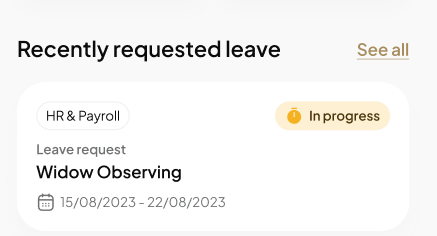 Recently requested leave See all
HR & Payroll In progress
Leave request
Widow Observing
15/08/2023 - 22/08/2023